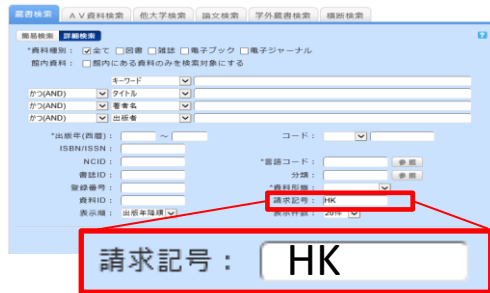 蔵書検索 AV資料検索 他大学検索 論文検索 学外蔵書検索 横断検索
簡易検索 詳細検索 ?
*資料種別： 全て 図書 雑誌 電子ブック 電子ジャーナル
館内資料： 館内にある資料のみを検索対象にする
キーワード
かつ(AND) タイトル
かつ(AND) 著者名
かつ(AND) 出版者
*出版年(西暦)： ～ コード：
ISBN/ISSN：
NCID： *言語コード： 参照
書誌ID： 分類： 参照
登録番号： *資料形態：
資料ID： 請求記号： HK
表示順： 出版年降順 表示件数： 20件
請求記号： HK